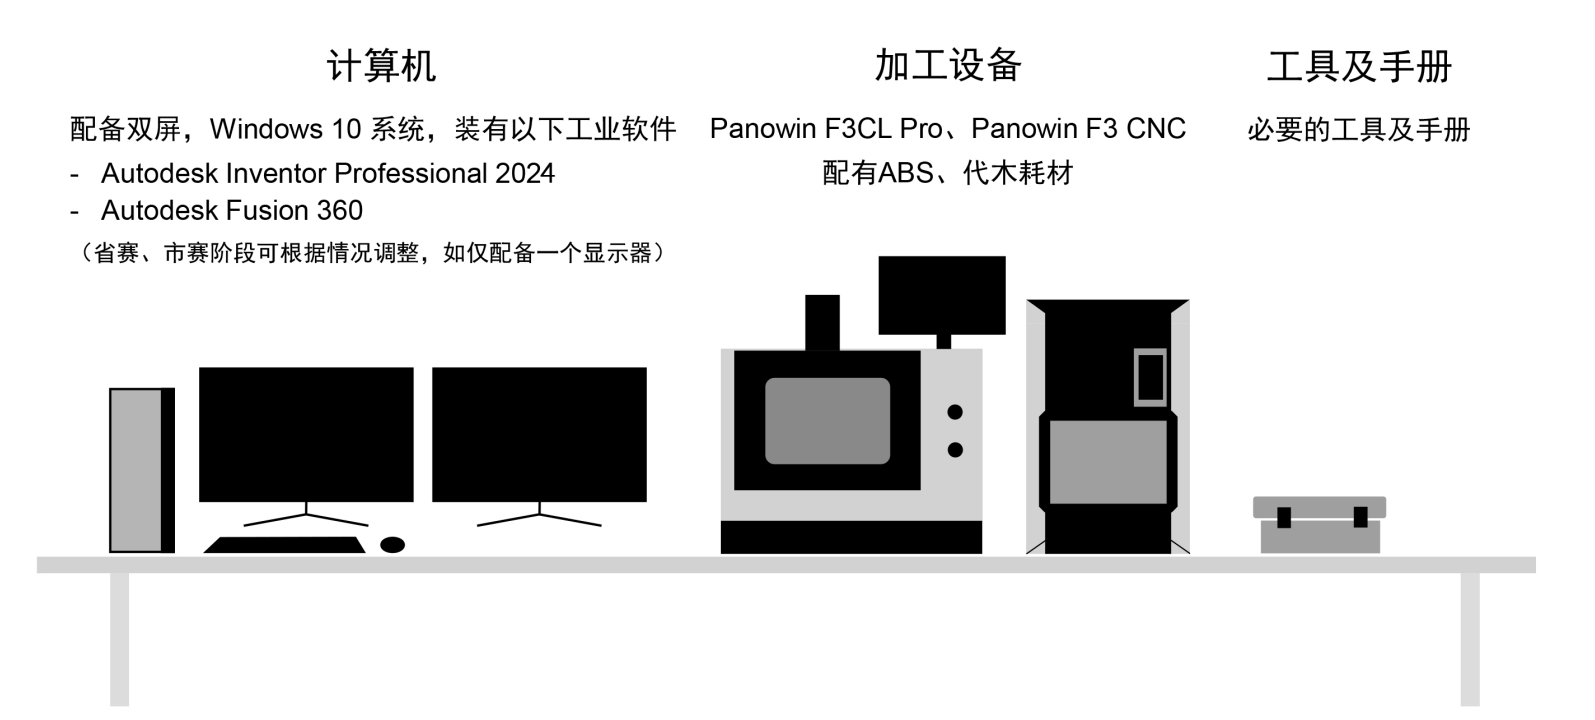 计算机
配备双屏，Windows 10 系统，装有以下工业软件
- Autodesk Inventor Professional 2024
- Autodesk Fusion 360
（省赛、市赛阶段可根据情况调整，如仅配备一个显示器）
加工设备
Panowin F3CL Pro、Panowin F3 CNC
配有ABS、代木耗材
工具及手册
必要的工具及手册